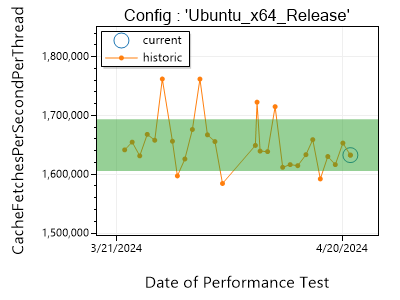 Config : 'Ubuntu_x64_Release'
CacheFetchesPerSecondPerThread
current
historic
1,800,000
1,700,000
1,600,000
1,500,000
3/21/2024
4/20/2024
Date of Performance Test